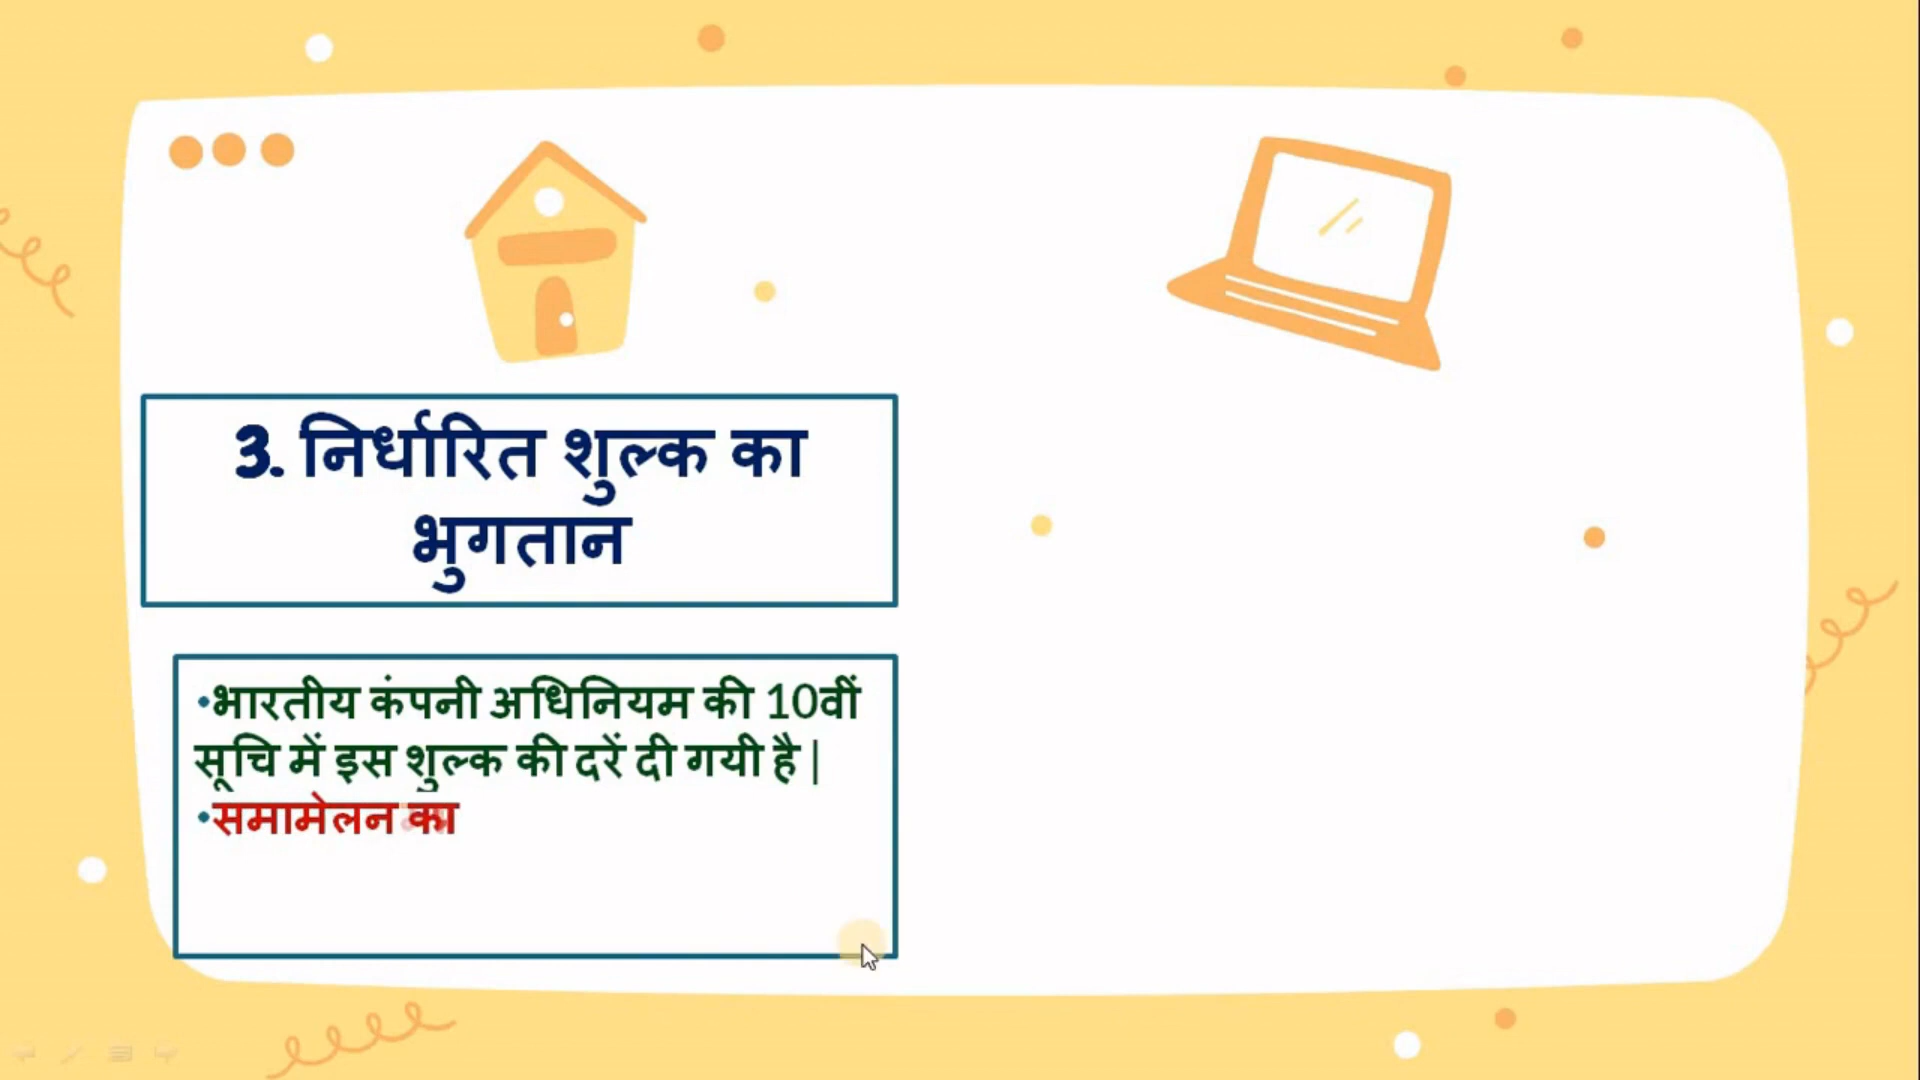 3. निर्धारित शुल्क का
भुगतान
•भारतीय कंपनी अधिनियम की 10वीं
सूचि में इस शुल्क की दरें दी गयी है |
•समामेलन का